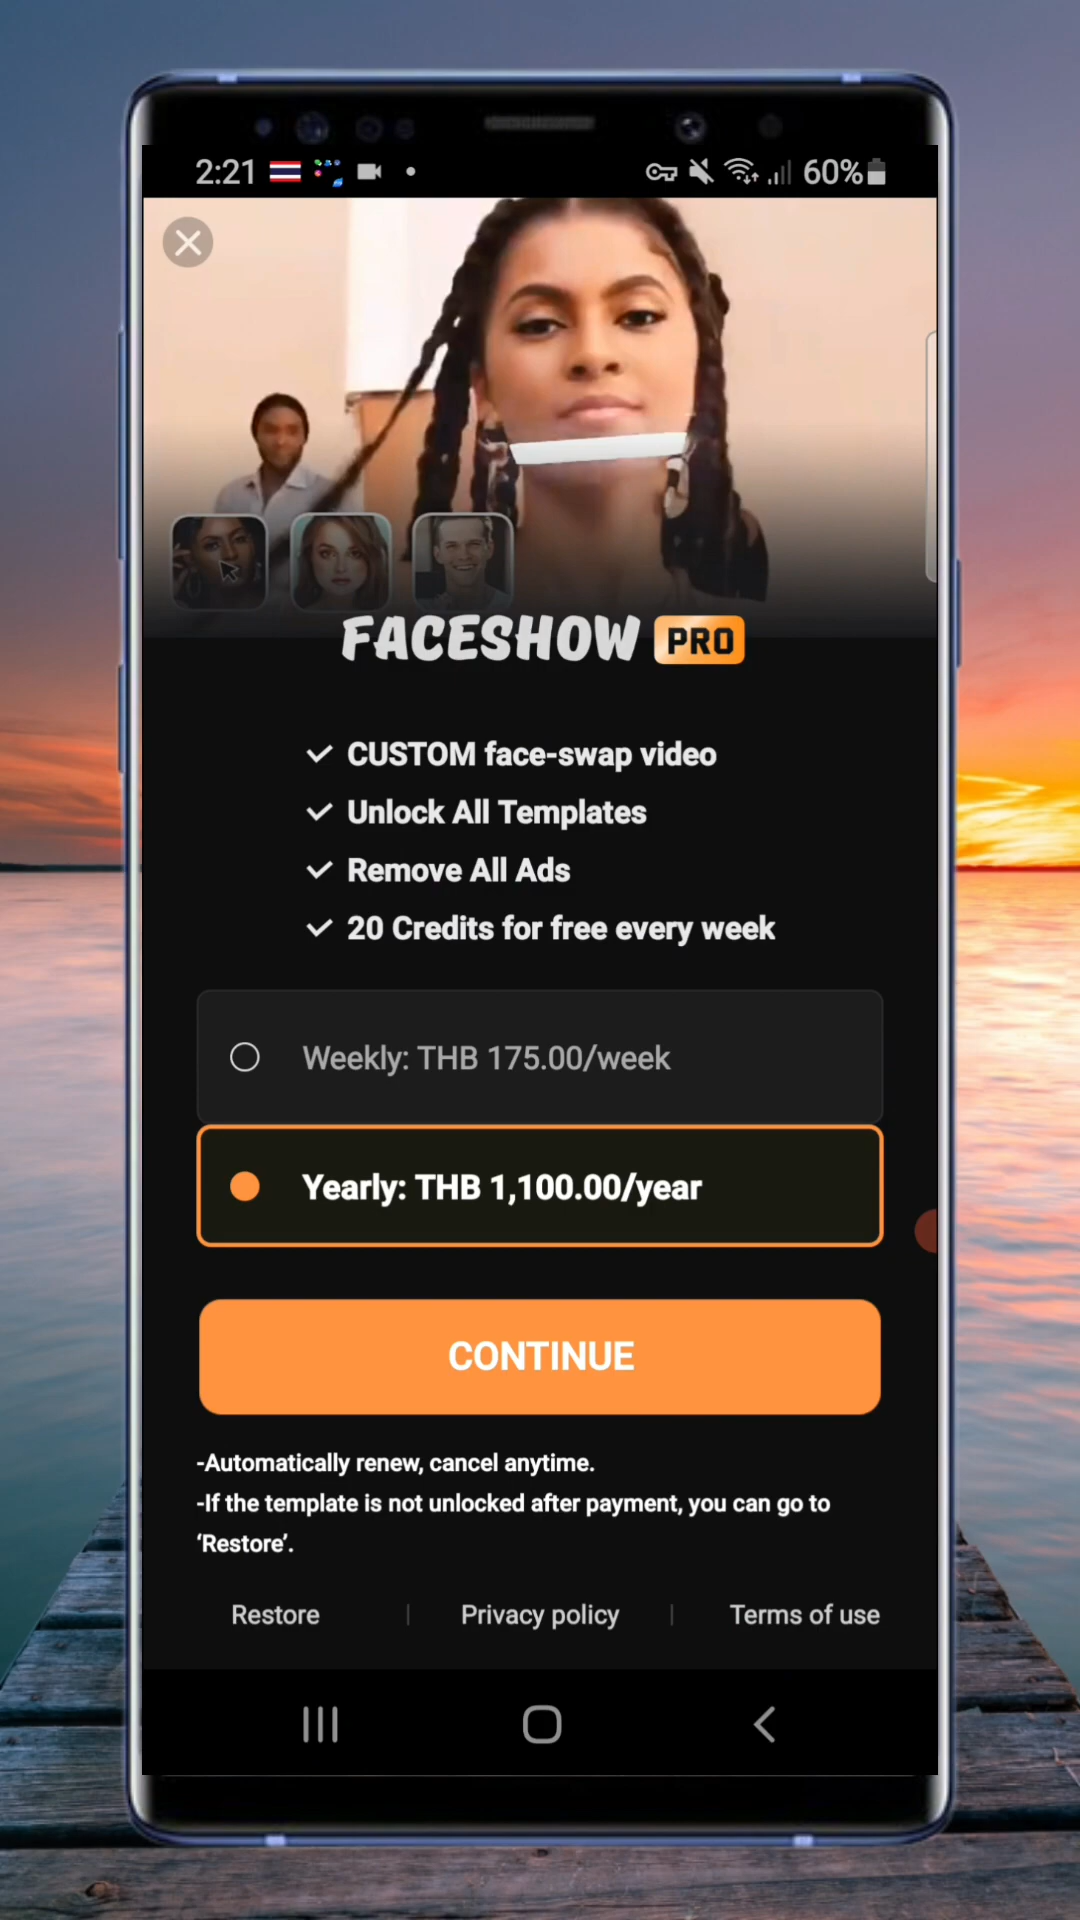 2:21
60%
FACESHOW PRO
CUSTOM face-swap video
Unlock All Templates
Remove All Ads
20 Credits for free every week
Weekly: THB 175.00/week
Yearly: THB 1,100.00/year
CONTINUE
-Automatically renew, cancel anytime.
-If the template is not unlocked after payment, you can go to
‘Restore’.
Restore | Privacy policy | Terms of use